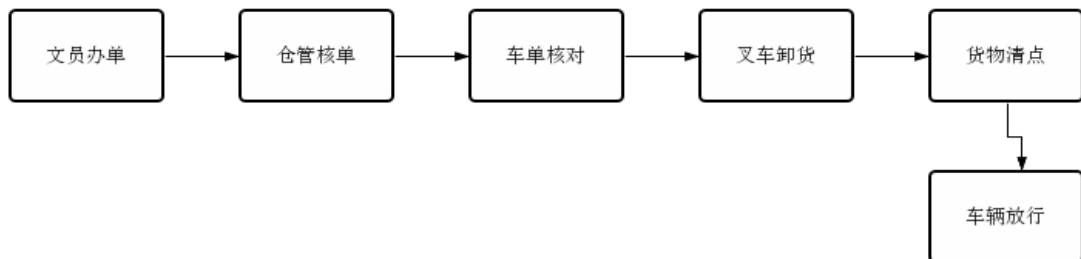 文员办单
仓管核单
车单核对
叉车卸货
货物清点
车辆放行